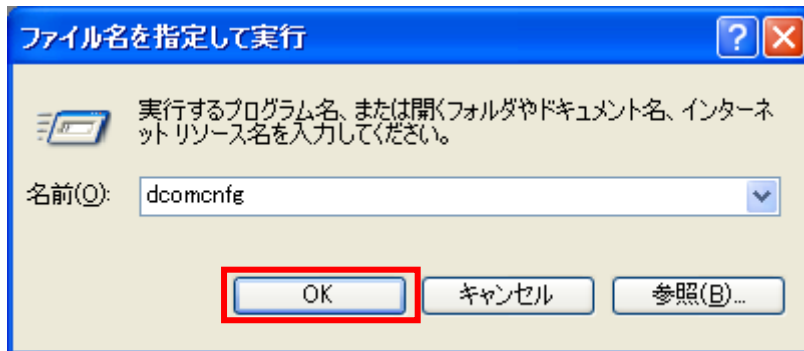 ファイル名を指定して実行
実行するプログラム名、または開くフォルダやドキュメント名、インターネ
ット リソース名を入力してください。
名前(O): dcomcnfg
OK キャンセル 参照(B)...